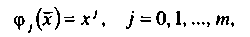 φ_j(x̄) = x^j, j = 0, 1, ..., m,